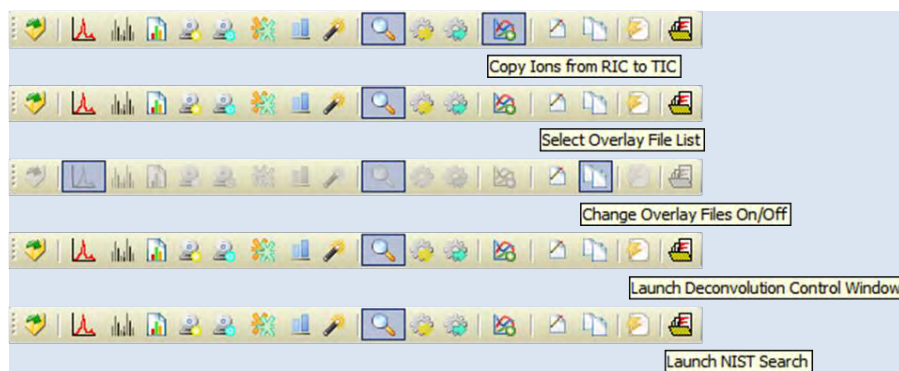 Copy Ions from RIC to TIC
Select Overlay File List
Change Overlay Files On/Off
Launch Deconvolution Control Window
Launch NIST Search